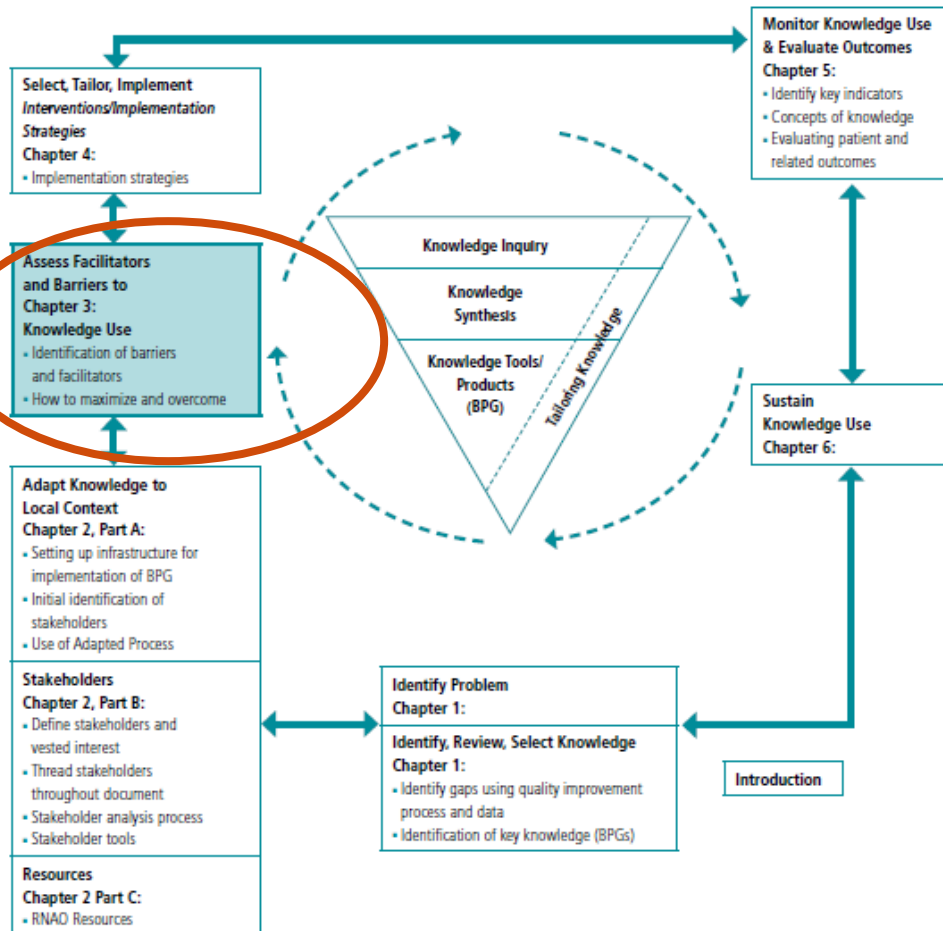 Select, Tailor, Implement
Interventions/Implementation
Strategies
Chapter 4:
▪ Implementation strategies
Assess Facilitators
and Barriers to
Chapter 3:
Knowledge Use
▪ Identification of barriers
and facilitators
▪ How to maximize and overcome
Adapt Knowledge to
Local Context
Chapter 2, Part A:
▪ Setting up infrastructure for
implementation of BPG
▪ Initial identification of
stakeholders
▪ Use of Adapted Process
Stakeholders
Chapter 2, Part B:
▪ Define stakeholders and
vested interest
▪ Thread stakeholders
throughout document
▪ Stakeholder analysis process
▪ Stakeholder tools
Resources
Chapter 2 Part C:
▪ RNAO Resources
Knowledge Inquiry
Knowledge
Synthesis
Knowledge Tools/
Products
(BPG)
Tailoring Knowledge
Identify Problem
Chapter 1:
Identify, Review, Select Knowledge
Chapter 1:
▪ Identify gaps using quality improvement
process and data
▪ Identification of key knowledge (BPGs)
Monitor Knowledge Use
& Evaluate Outcomes
Chapter 5:
▪ Identify key indicators
▪ Concepts of knowledge
▪ Evaluating patient and
related outcomes
Sustain
Knowledge Use
Chapter 6:
Introduction